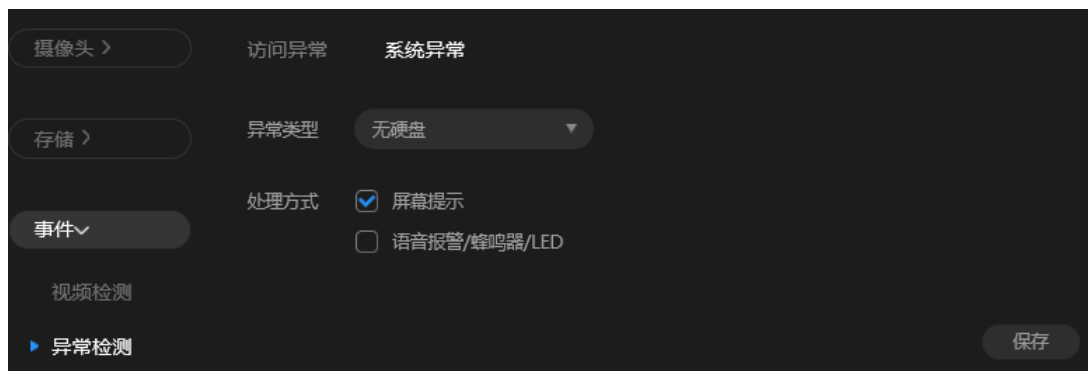 摄像头 >
访问异常 系统异常
存储 >
异常类型 无硬盘
处理方式 屏幕提示
事件
语音报警/蜂鸣器/LED
视频检测
异常检测
保存